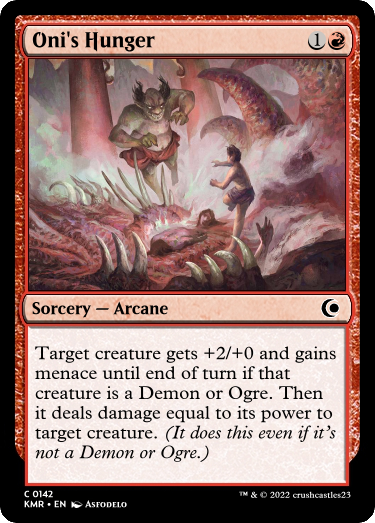 Oni's Hunger 1
Sorcery — Arcane
Target creature gets +2/+0 and gains
menace until end of turn if that
creature is a Demon or Ogre. Then
it deals damage equal to its power to
target creature. (It does this even if it's
not a Demon or Ogre.)
C 0142
KMR • EN Asfodelo
™ & © 2022 crushcastles23